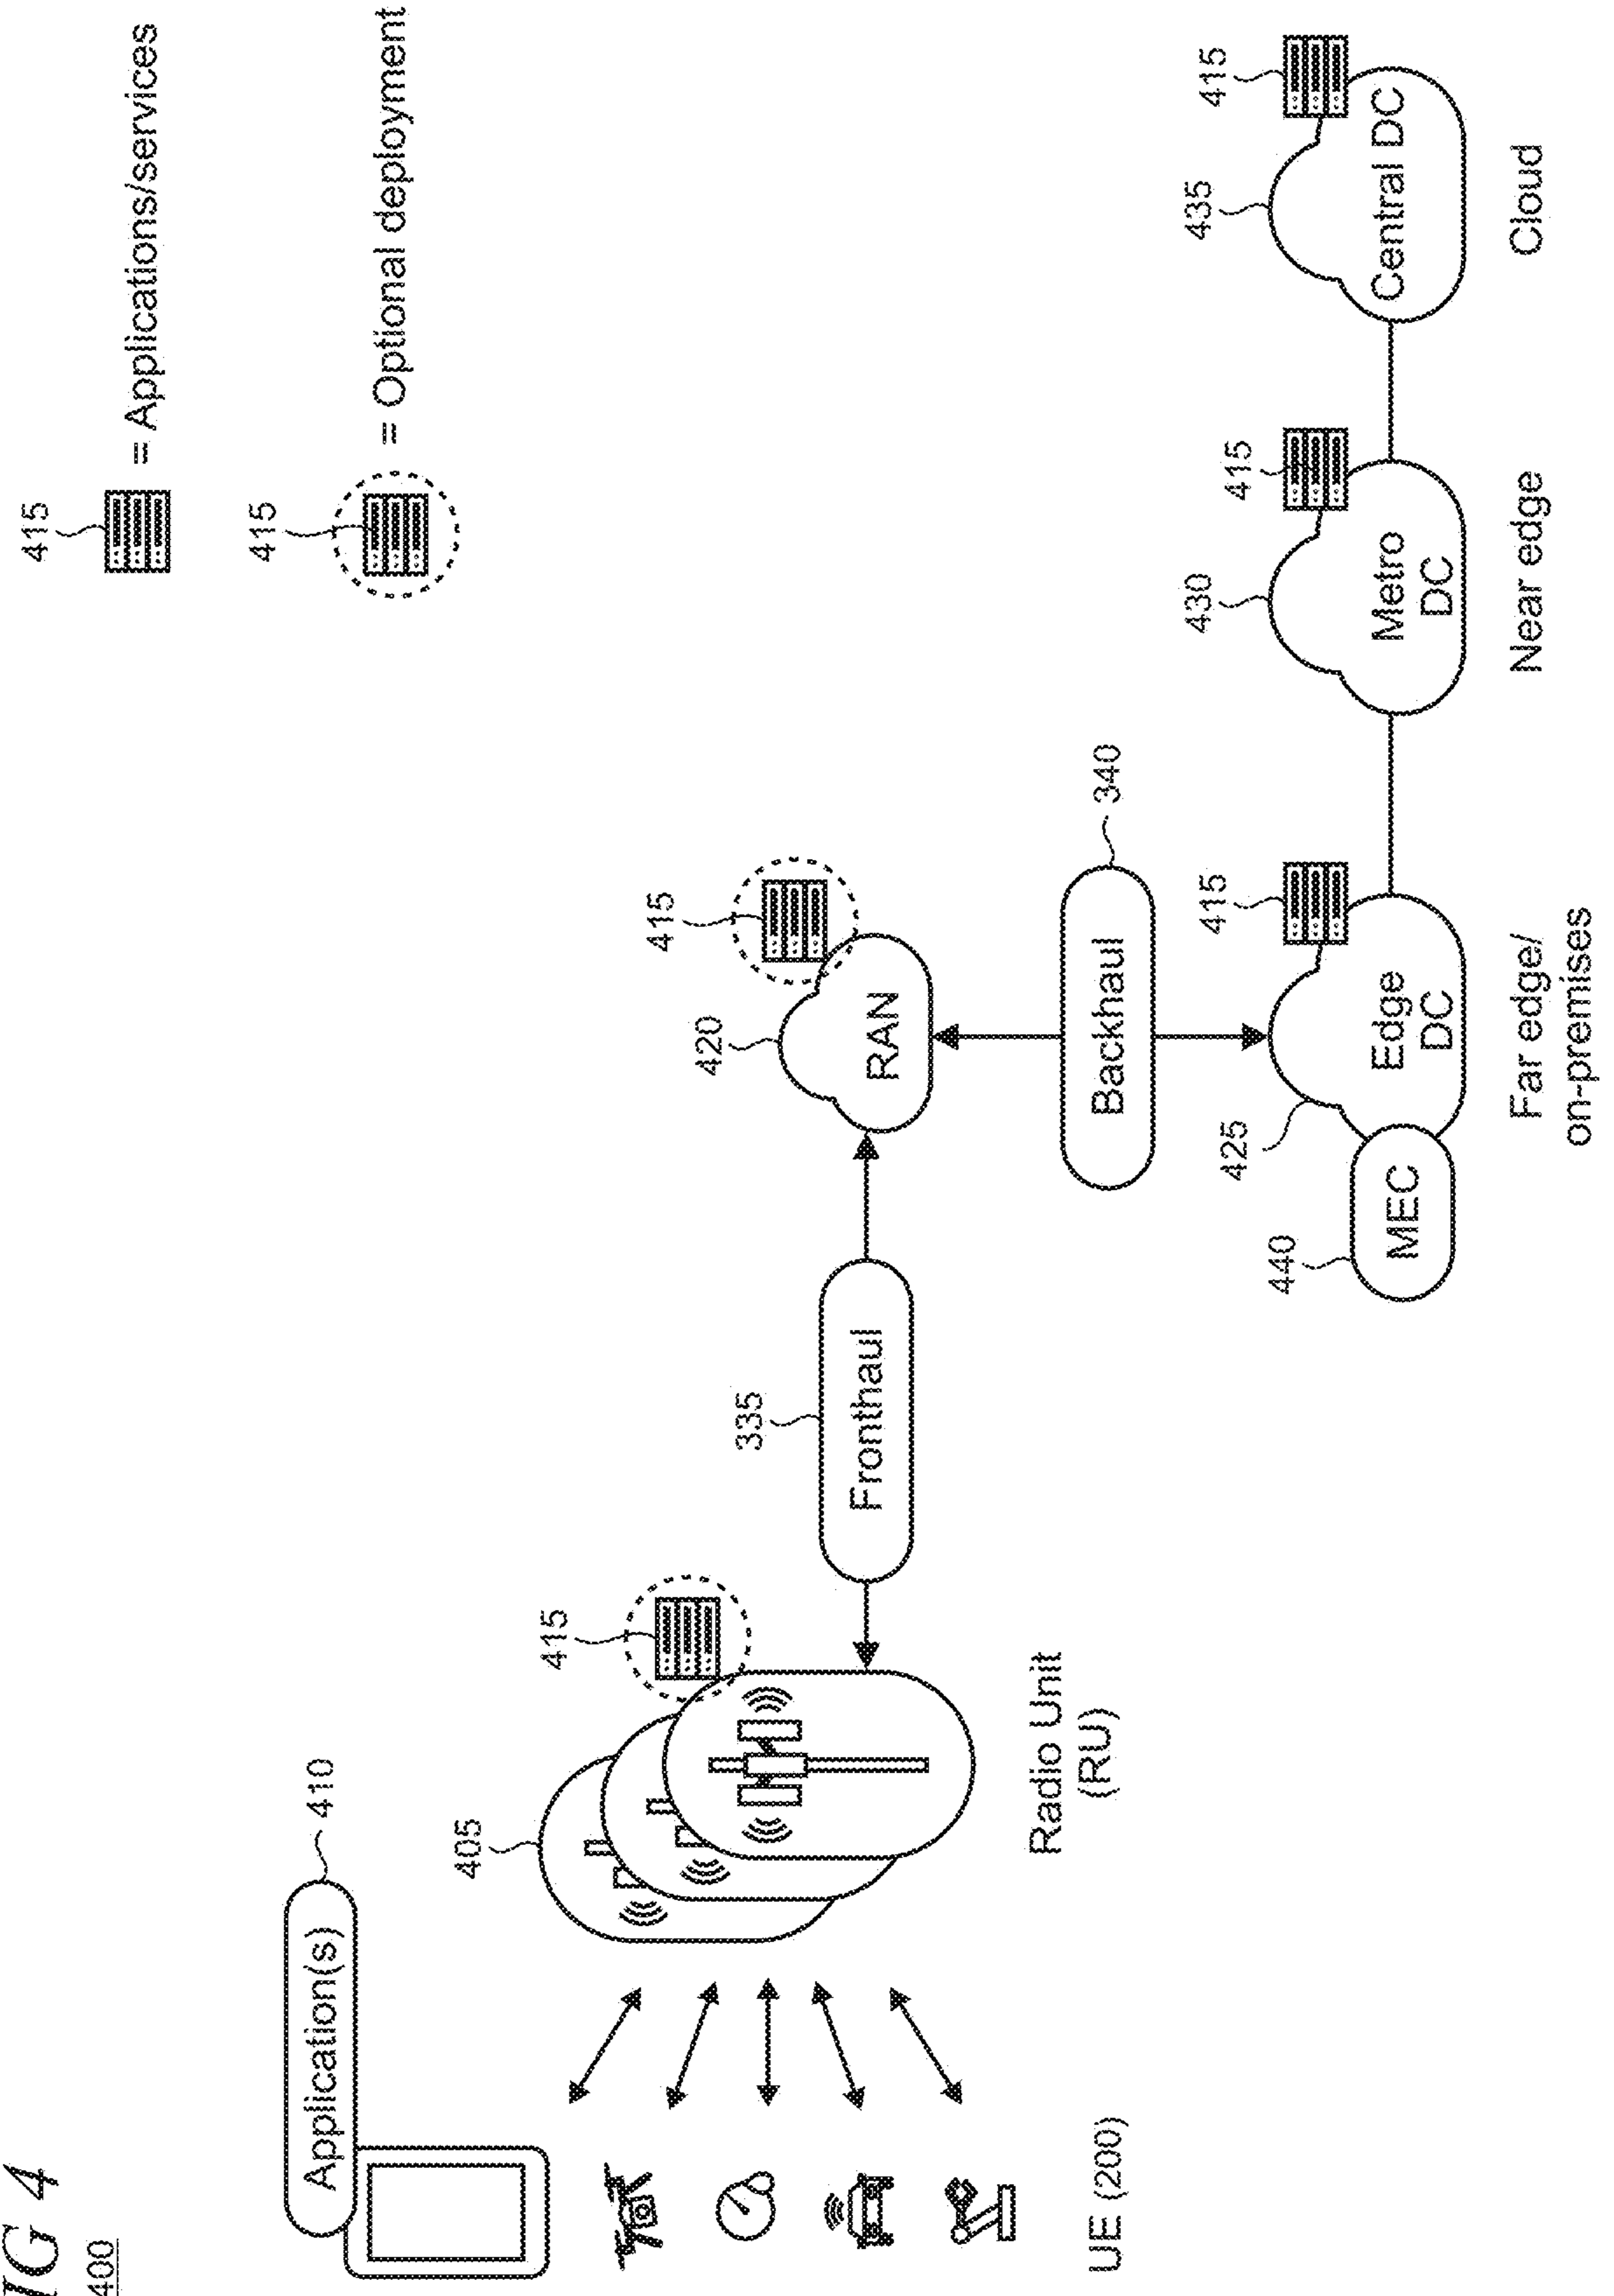 FIG 4
400
415
= Applications/services
415
= Optional deployment
410
Application(s)
405
415
335
Fronthaul
420
415
RAN
340
Backhaul
UE (200)
Radio Unit
(RU)
440
MEC
425
415
Edge
DC
430
415
Metro
DC
435
415
Central DC
Far edge/
on-premises
Near edge
Cloud